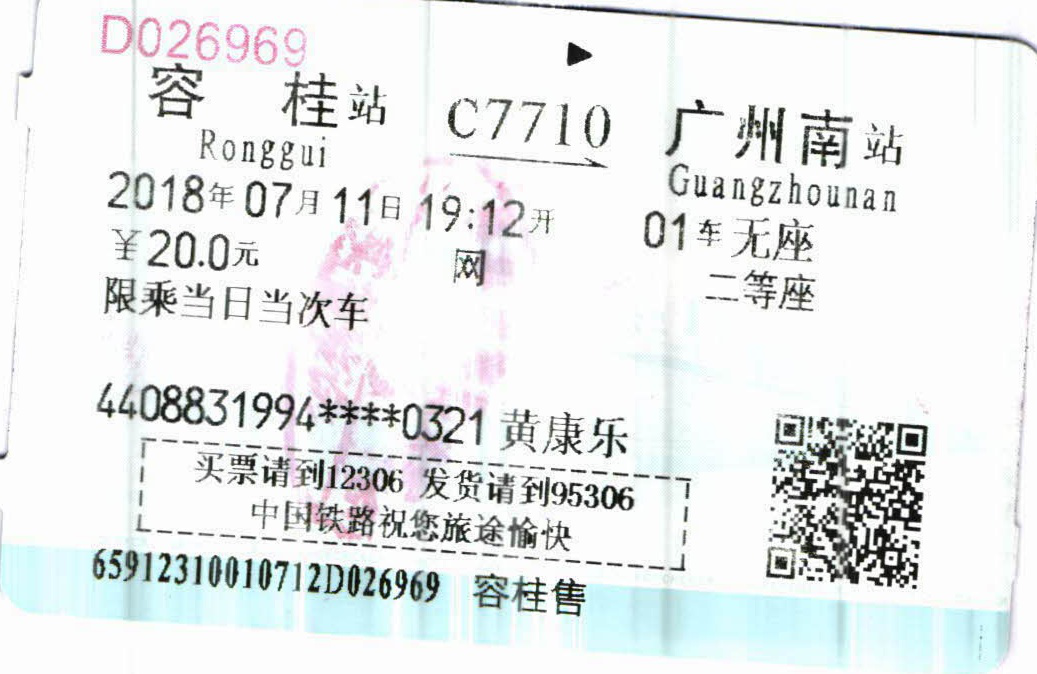 D026969
容 桂站 C7710 广州南站
Ronggui Guangzhounan
2018年07月11日 19:12开 01车 无座
￥20.0元 网 二等座
限乘当日当次车
4408831994****0321 黄康乐
买票请到12306 发货请到95306
中国铁路祝您旅途愉快
65912310010712D026969 容桂售